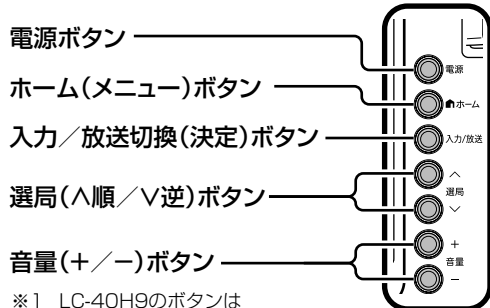 電源ボタン
ホーム（メニュー）ボタン
入力／放送切換（決定）ボタン
選局（∧順／∨逆）ボタン
音量（＋／－）ボタン
※1 LC-40H9のボタンは
電源
ホーム
入力/放送
∧
選局
∨
＋
音量
－